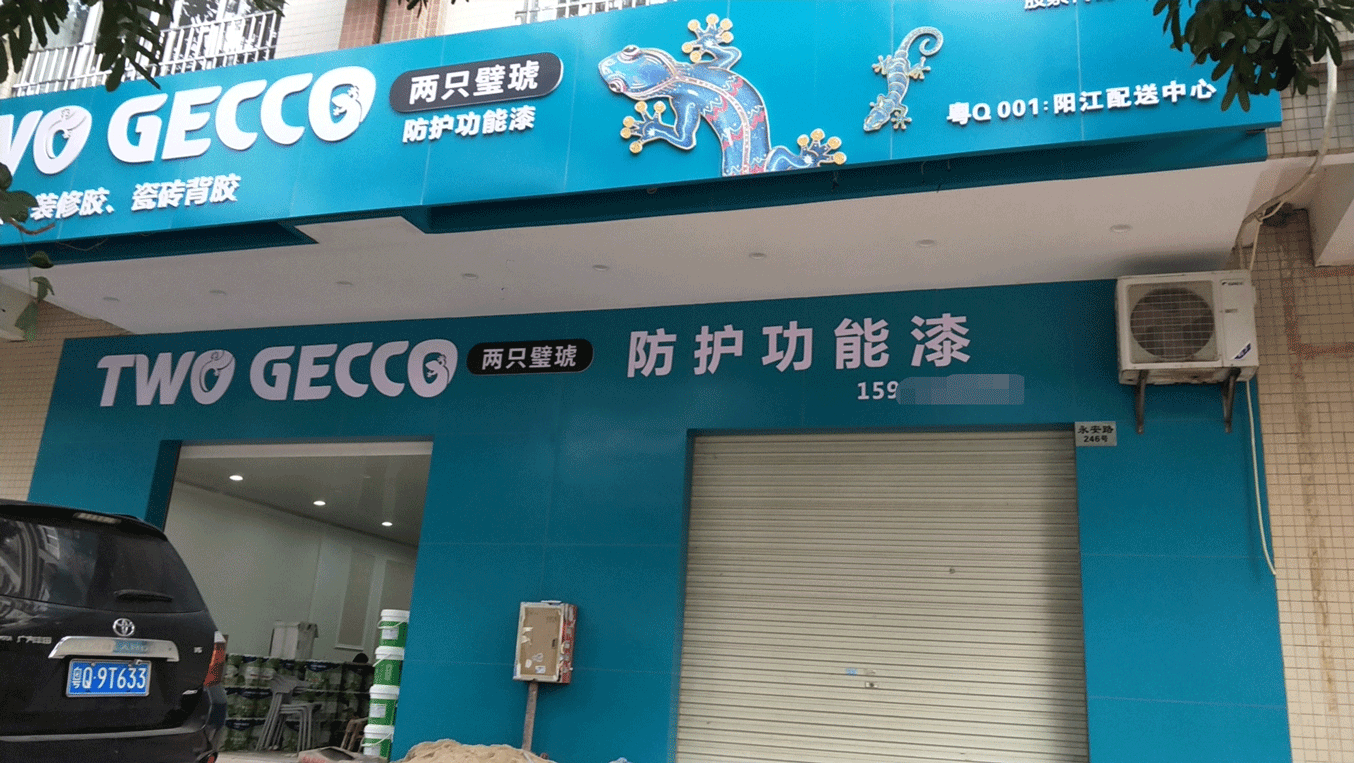 TWO GECCO
两只璧琥
防护功能漆
装修胶、瓷砖背胶
粤Q 001:阳江配送中心
TWO GECCO
两只璧琥
防护功能漆
159
永安路
246号
粤Q·9T633